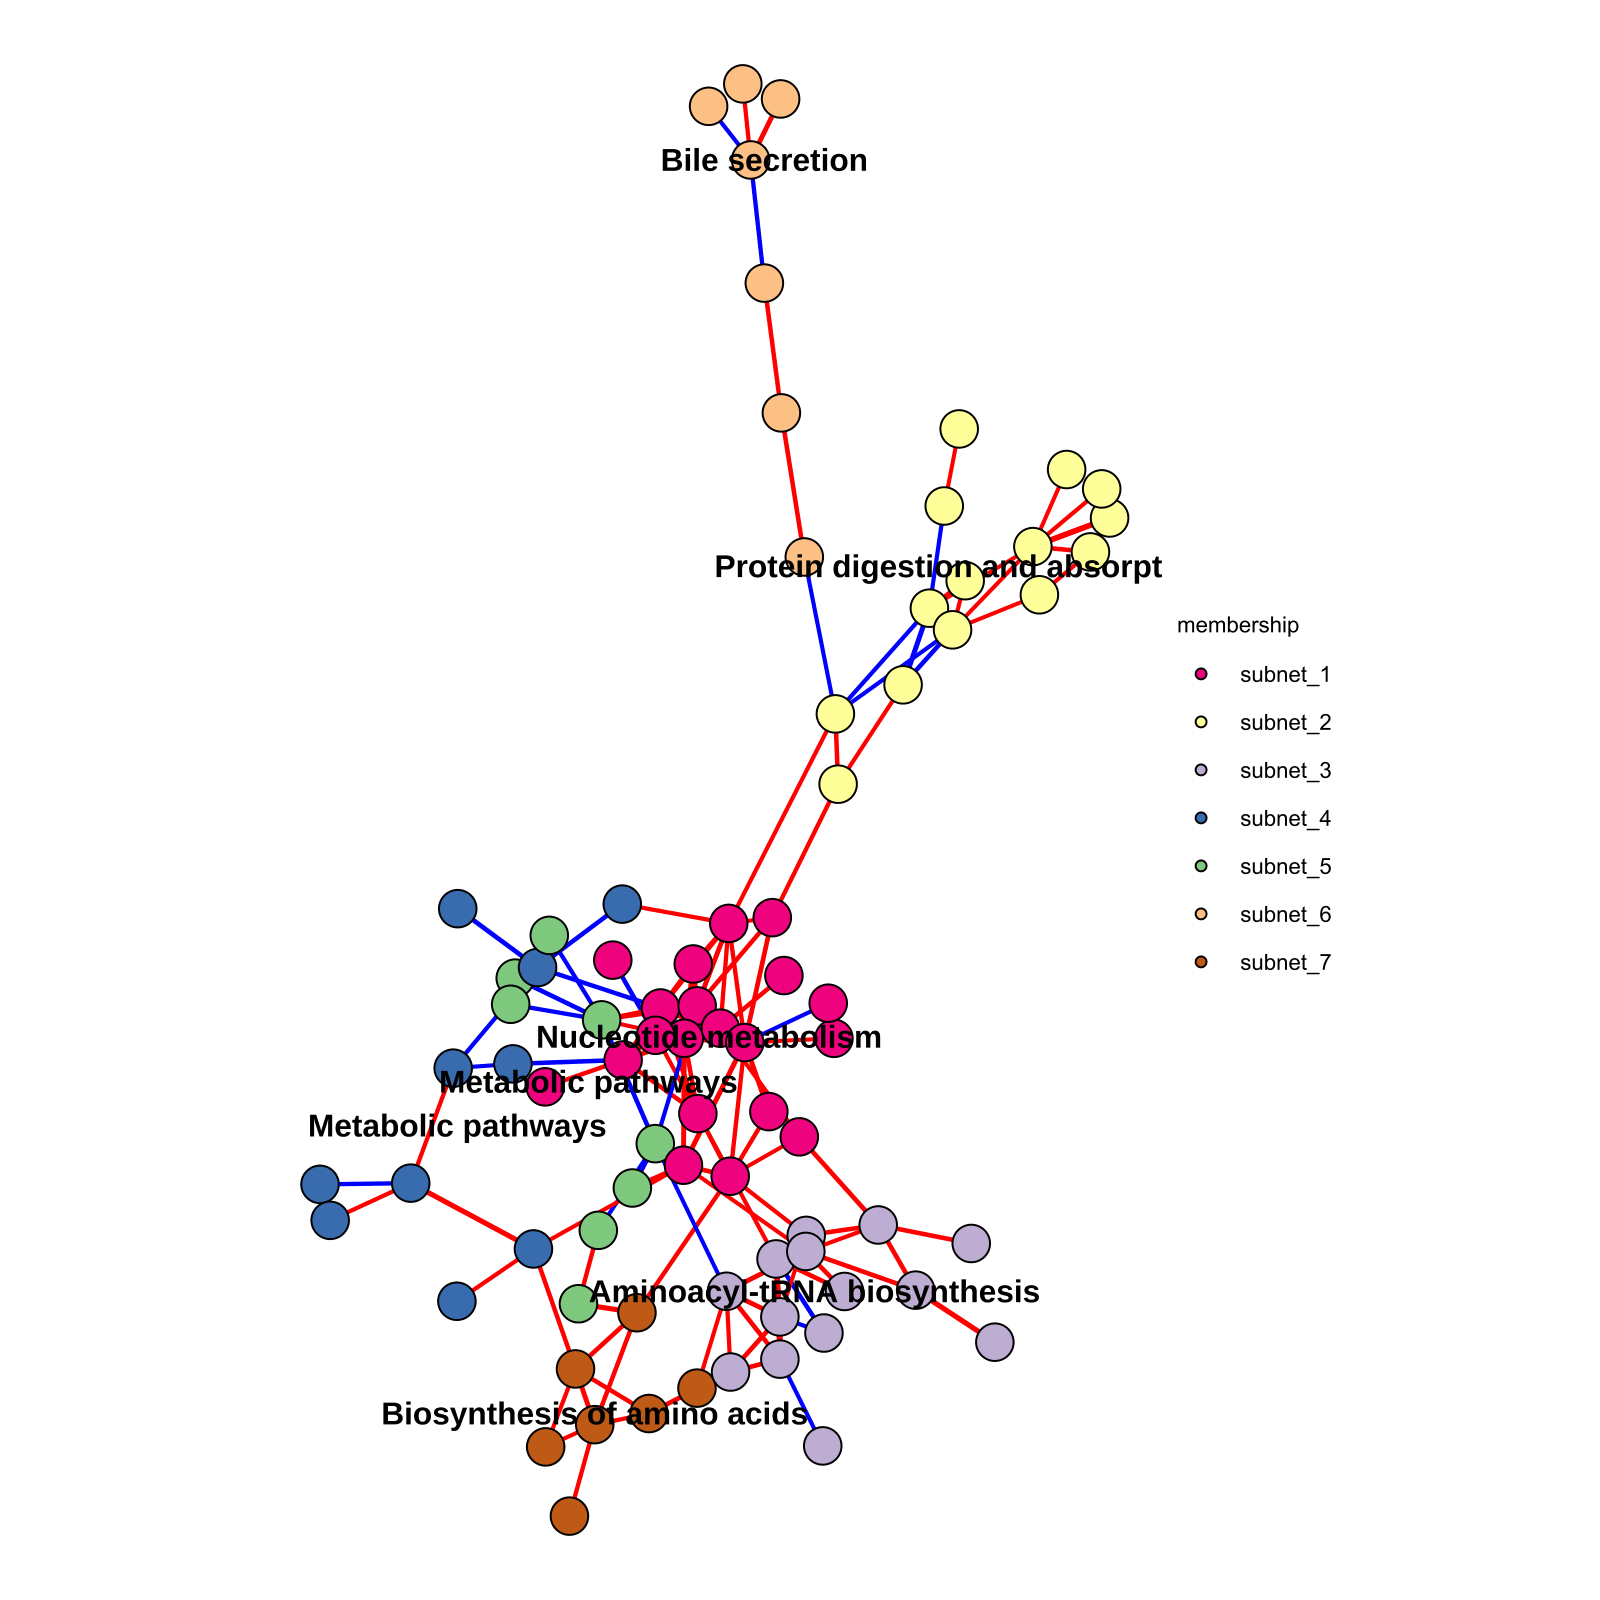 Bile secretion
Protein digestion and absorpt
membership
subnet_1
subnet_2
subnet_3
subnet_4
subnet_5
subnet_6
subnet_7
Nucleotide metabolism
Metabolic pathways
Metabolic pathways
Aminoacyl-tRNA biosynthesis
Biosynthesis of amino acids